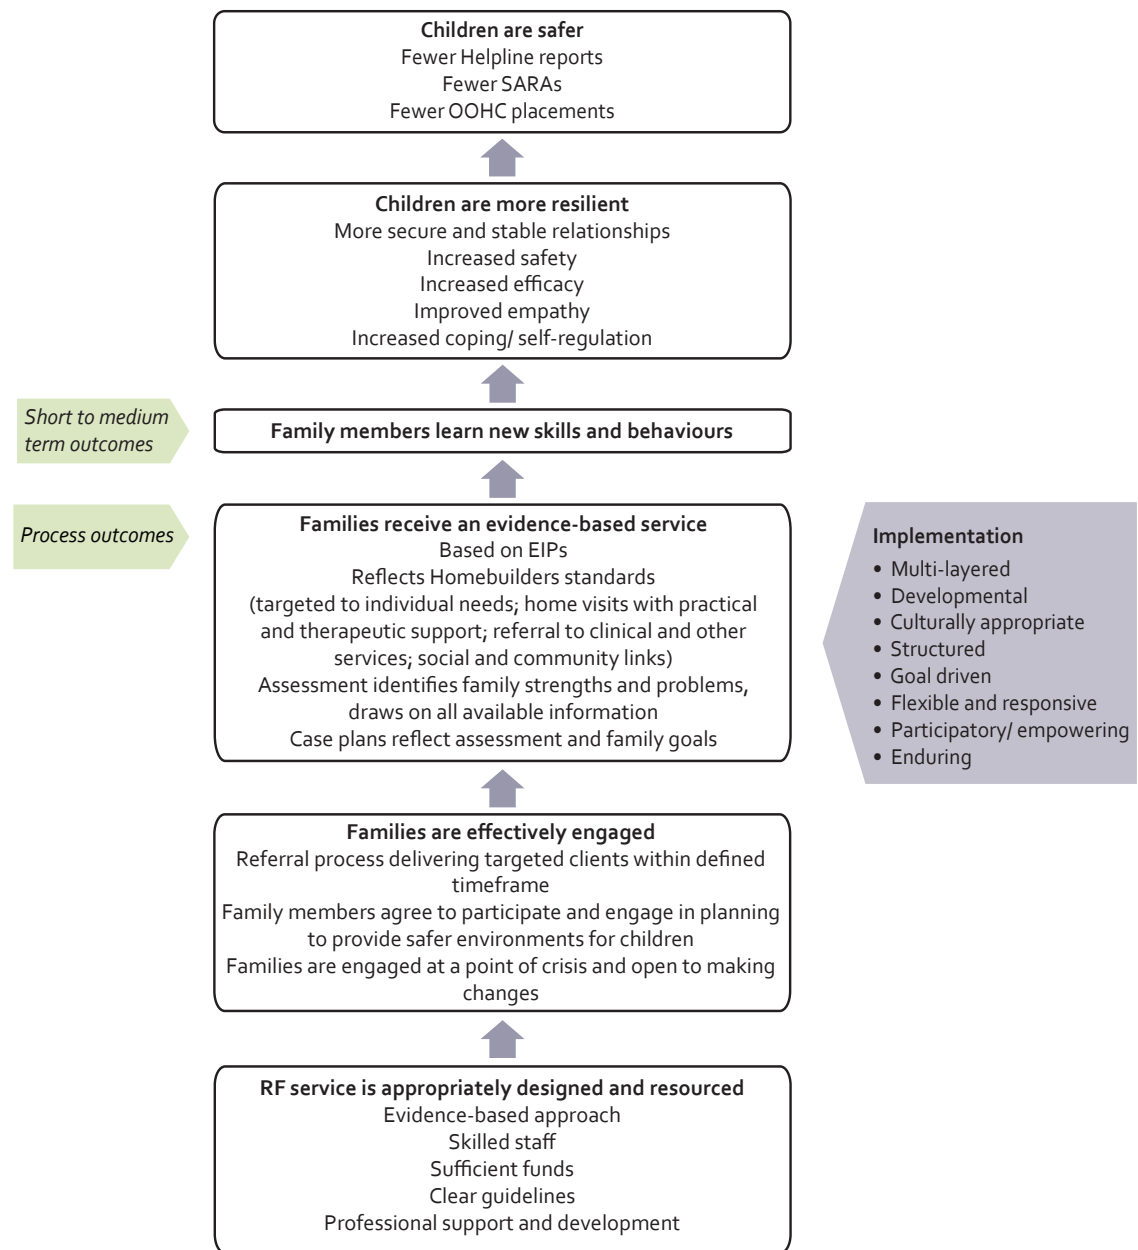 Children are safer
Fewer Helpline reports
Fewer SARAs
Fewer OOHC placements
Children are more resilient
More secure and stable relationships
Increased safety
Increased efficacy
Improved empathy
Increased coping/ self-regulation
Short to medium
term outcomes
Family members learn new skills and behaviours
Process outcomes
Families receive an evidence-based service
Based on EIPs
Reflects Homebuilders standards
(targeted to individual needs; home visits with practical
and therapeutic support; referral to clinical and other
services; social and community links)
Assessment identifies family strengths and problems,
draws on all available information
Case plans reflect assessment and family goals
Implementation
• Multi-layered
• Developmental
• Culturally appropriate
• Structured
• Goal driven
• Flexible and responsive
• Participatory/ empowering
• Enduring
Families are effectively engaged
Referral process delivering targeted clients within defined
timeframe
Family members agree to participate and engage in planning
to provide safer environments for children
Families are engaged at a point of crisis and open to making
changes
RF service is appropriately designed and resourced
Evidence-based approach
Skilled staff
Sufficient funds
Clear guidelines
Professional support and development